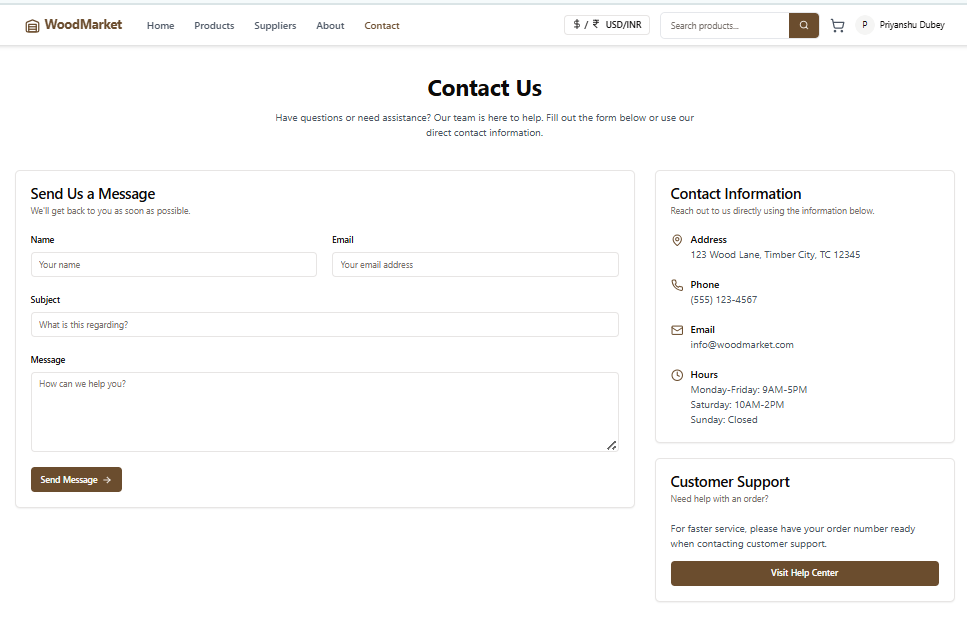 WoodMarket
Home Products Suppliers About Contact
$ / ₹ USD/INR
Search products...
P Priyanshu Dubey
Contact Us
Have questions or need assistance? Our team is here to help. Fill out the form below or use our
direct contact information.
Send Us a Message
We'll get back to you as soon as possible.
Name
Your name
Email
Your email address
Subject
What is this regarding?
Message
How can we help you?
Send Message →
Contact Information
Reach out to us directly using the information below.
Address
123 Wood Lane, Timber City, TC 12345
Phone
(555) 123-4567
Email
info@woodmarket.com
Hours
Monday-Friday: 9AM-5PM
Saturday: 10AM-2PM
Sunday: Closed
Customer Support
Need help with an order?
For faster service, please have your order number ready
when contacting customer support.
Visit Help Center